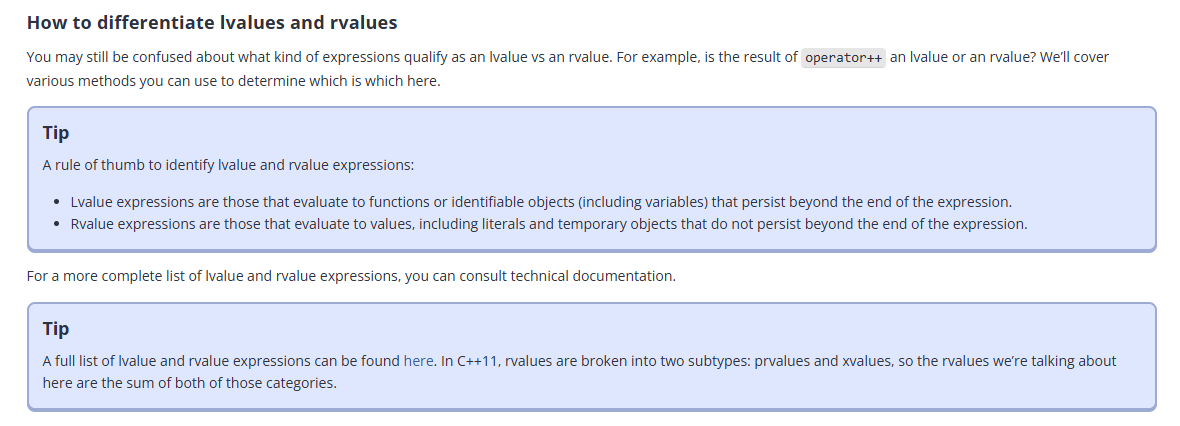 How to differentiate lvalues and rvalues
You may still be confused about what kind of expressions qualify as an lvalue vs an rvalue. For example, is the result of operator++ an lvalue or an rvalue? We’ll cover
various methods you can use to determine which is which here.
Tip
A rule of thumb to identify lvalue and rvalue expressions:
• Lvalue expressions are those that evaluate to functions or identifiable objects (including variables) that persist beyond the end of the expression.
• Rvalue expressions are those that evaluate to values, including literals and temporary objects that do not persist beyond the end of the expression.
For a more complete list of lvalue and rvalue expressions, you can consult technical documentation.
Tip
A full list of lvalue and rvalue expressions can be found here. In C++11, rvalues are broken into two subtypes: prvalues and xvalues, so the rvalues we’re talking about
here are the sum of both of those categories.